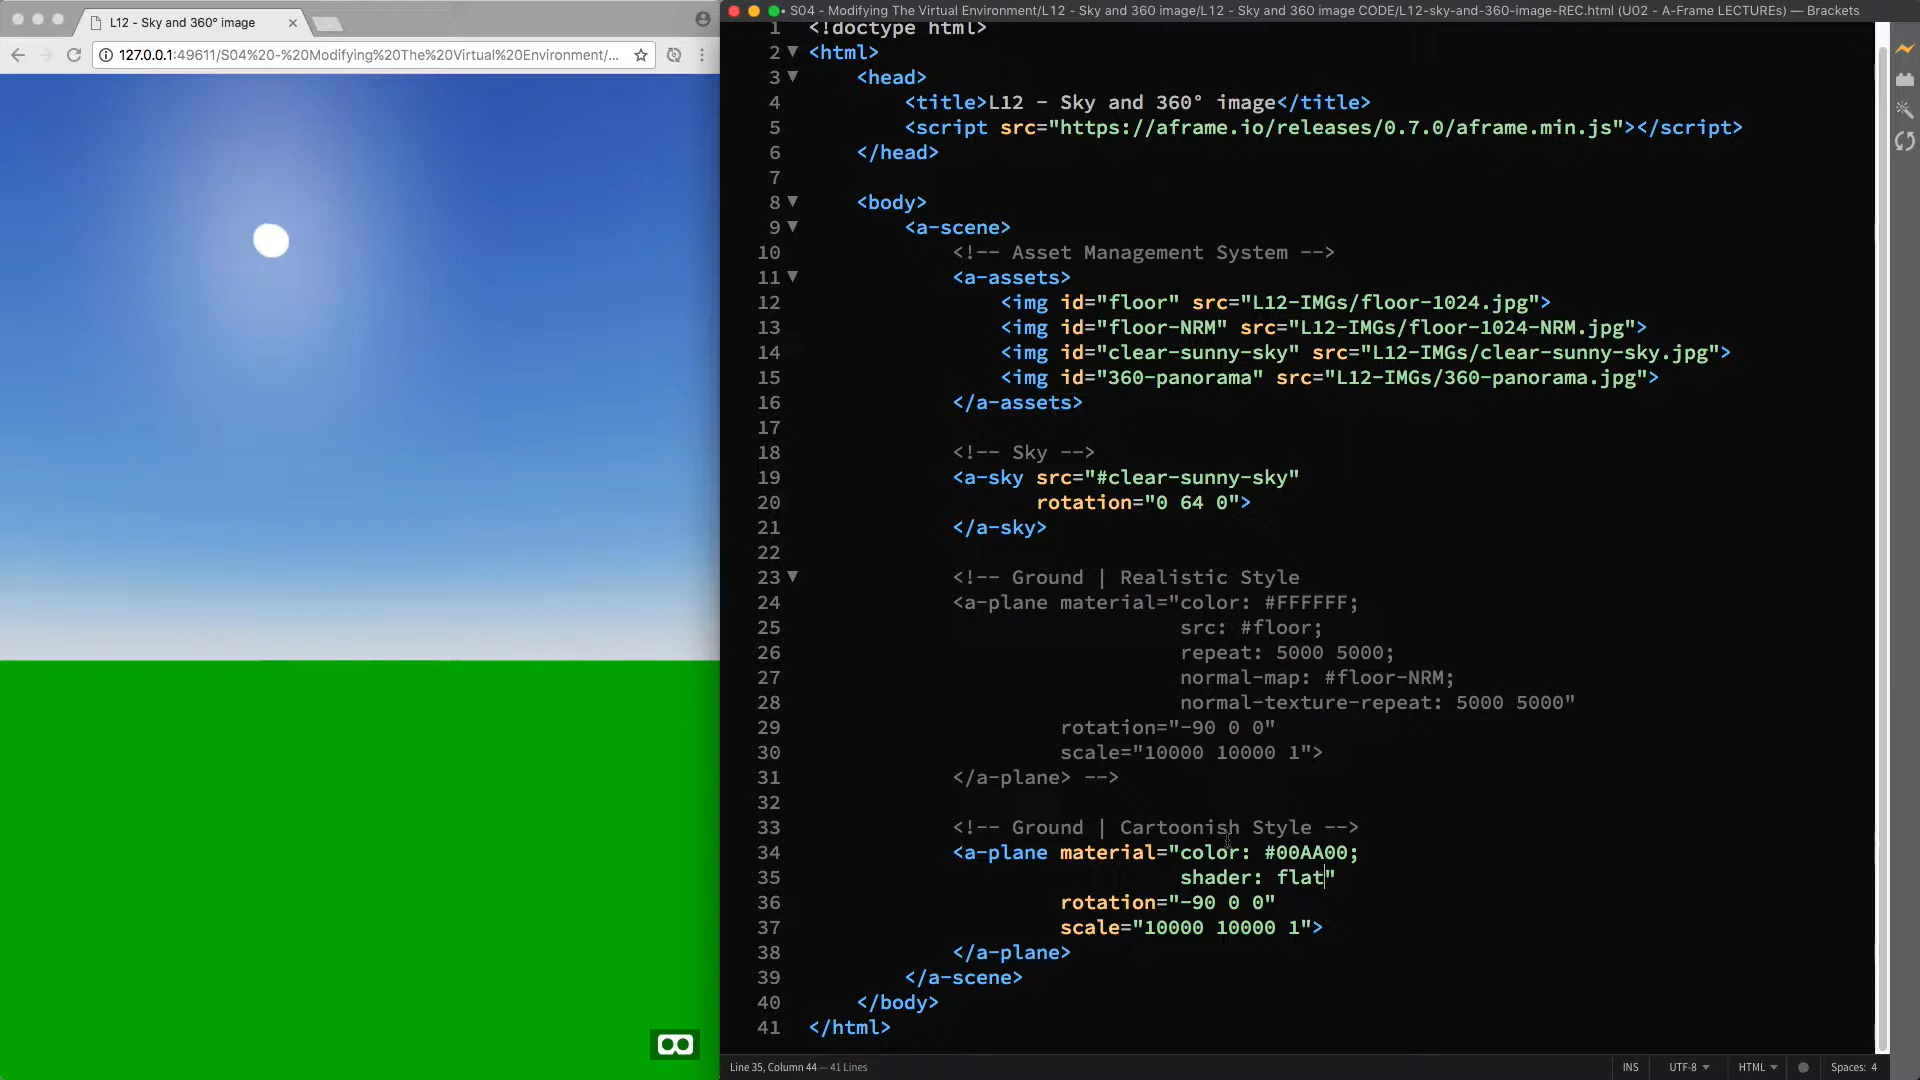 L12 - Sky and 360° image
127.0.0.1:49611/S04%20-%20Modifying%20The%20Virtual%20Environment/...
S04 - Modifying The Virtual Environment/L12 - Sky and 360 image/L12 - Sky and 360 image CODE/L12-sky-and-360-image-REC.html (U02 - A-Frame LECTUREs) — Brackets
1 <!doctype html>
2 <html>
3 <head>
4 <title>L12 - Sky and 360° image</title>
5 <script src="https://aframe.io/releases/0.7.0/aframe.min.js"></script>
6 </head>
7
8 <body>
9 <a-scene>
10 <!-- Asset Management System -->
11 <a-assets>
12 <img id="floor" src="L12-IMGs/floor-1024.jpg">
13 <img id="floor-NRM" src="L12-IMGs/floor-1024-NRM.jpg">
14 <img id="clear-sunny-sky" src="L12-IMGs/clear-sunny-sky.jpg">
15 <img id="360-panorama" src="L12-IMGs/360-panorama.jpg">
16 </a-assets>
17
18 <!-- Sky -->
19 <a-sky src="#clear-sunny-sky"
20 rotation="0 64 0">
21 </a-sky>
22
23 <!-- Ground | Realistic Style
24 <a-plane material="color: #FFFFFF;
25 src: #floor;
26 repeat: 5000 5000;
27 normal-map: #floor-NRM;
28 normal-texture-repeat: 5000 5000"
29 rotation="-90 0 0"
30 scale="10000 10000 1">
31 </a-plane> -->
32
33 <!-- Ground | Cartoonish Style -->
34 <a-plane material="color: #00AA00;
35 shader: flat"
36 rotation="-90 0 0"
37 scale="10000 10000 1">
38 </a-plane>
39 </a-scene>
40 </body>
41 </html>
Line 35, Column 44 — 41 Lines
INS
UTF-8
HTML
Spaces: 4